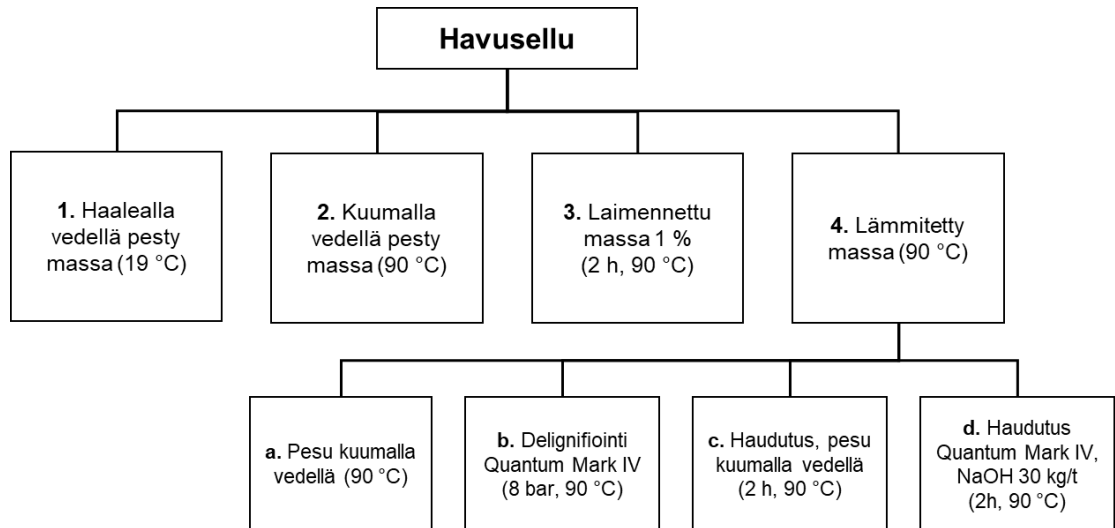 Havusellu
1. Haalealla
vedellä pesty
massa (19 °C)
2. Kuumalla
vedellä pesty
massa (90 °C)
3. Laimennettu
massa 1 %
(2 h, 90 °C)
4. Lämmitetty
massa (90 °C)
a. Pesu kuumalla
vedellä (90 °C)
b. Delignifiointi
Quantum Mark IV
(8 bar, 90 °C)
c. Haudutus, pesu
kuumalla vedellä
(2 h, 90 °C)
d. Haudutus
Quantum Mark IV,
NaOH 30 kg/t
(2h, 90 °C)